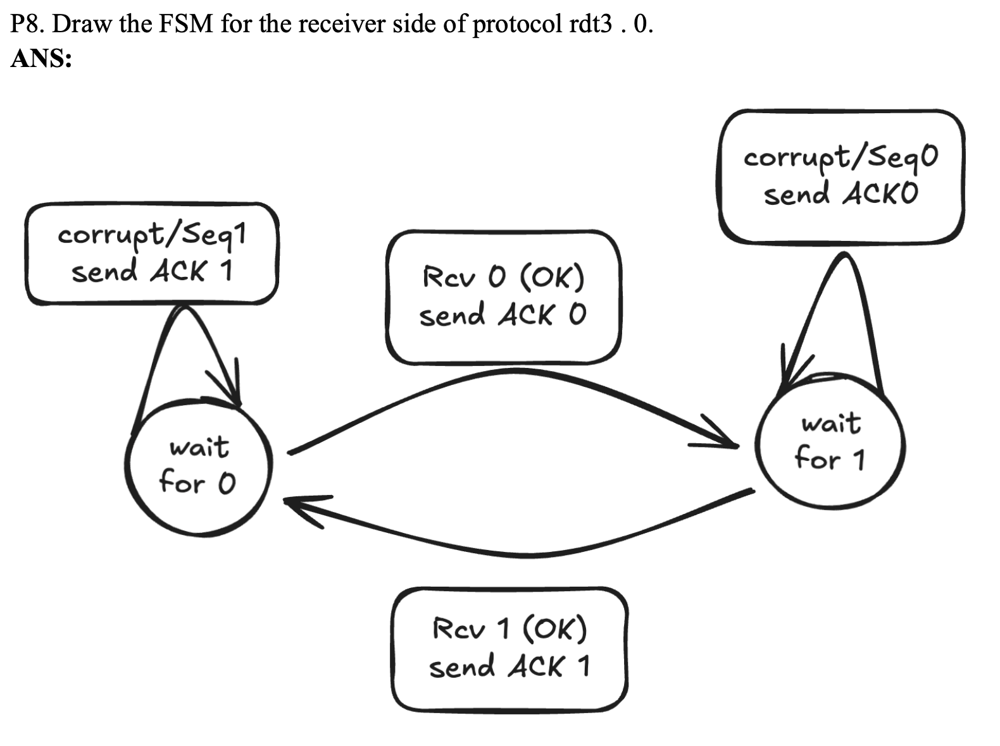 P8. Draw the FSM for the receiver side of protocol rdt3 . 0.
ANS:
corrupt/Seq0
send ACK0
corrupt/Seq1
send ACK 1
Rcv 0 (OK)
send ACK 0
wait
for 0
wait
for 1
Rcv 1 (OK)
send ACK 1